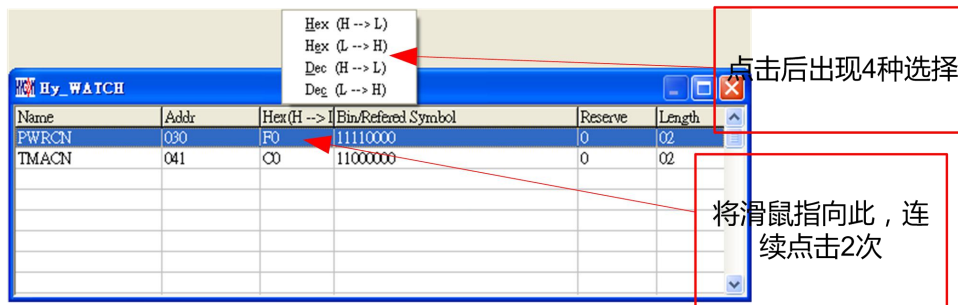 Hex (H --> L)
Hex (L --> H)
Dec (H --> L)
Dec (L --> H)
点击后出现4种选择
Hy_WATCH
Name Addr Hex(H --> L Bin/Refered Symbol Reserve Length
PWRCN 030 F0 11110000 0 02
TMACN 041 C0 11000000 0 02
将滑鼠指向此，连
续点击2次